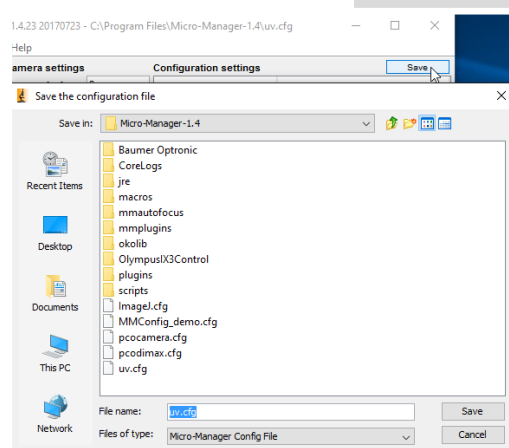 1.4.23 20170723 - C:\Program Files\Micro-Manager-1.4\uv.cfg
Help
amera settings Configuration settings Save
Save the configuration file
Save in: Micro-Manager-1.4
Recent Items
Desktop
Documents
This PC
Network
Baumer Optronic
CoreLogs
jre
macros
mmautofocus
mmplugins
okolib
OlympusIX3Control
plugins
scripts
ImageJ.cfg
MMConfig_demo.cfg
pcocamera.cfg
pcodimax.cfg
uv.cfg
File name: uv.cfg Save
Files of type: Micro-Manager Config File Cancel